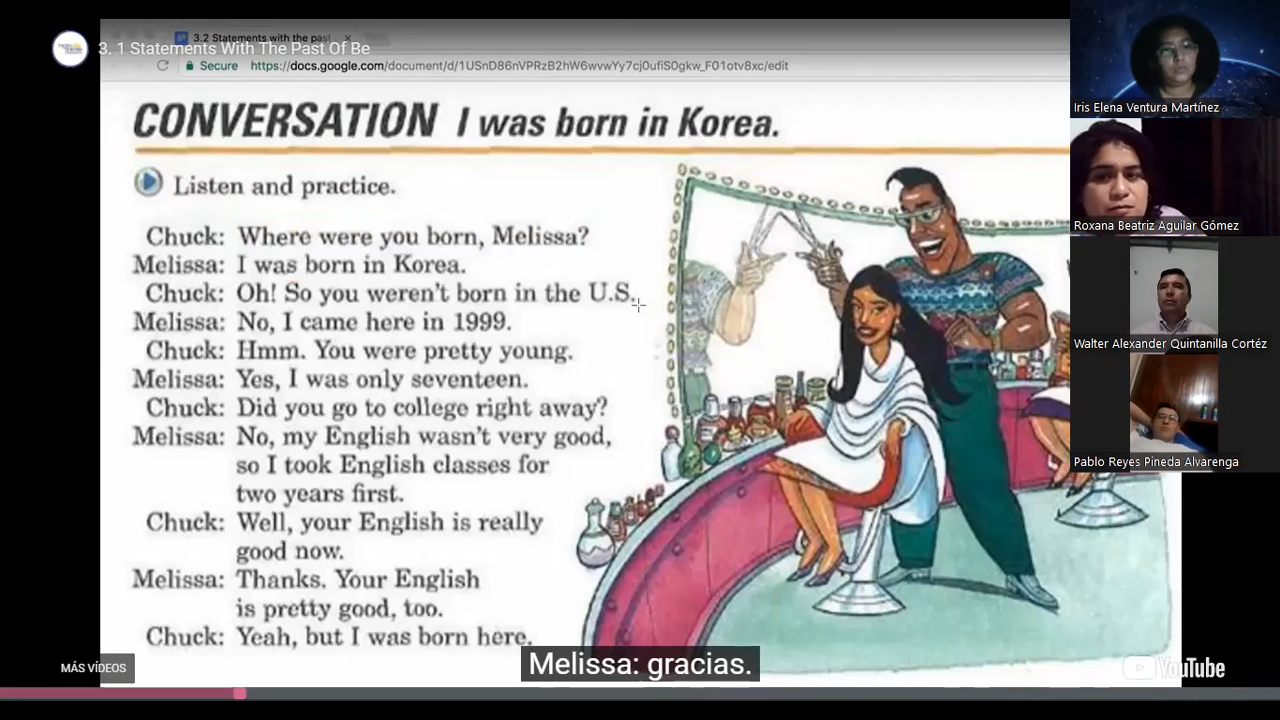 3.2 Statements with the past
3. 1 Statements With The Past Of Be
Secure https://docs.google.com/document/d/1USnD86nVPRzB2hW6wvwYy7cj0ufiS0gkw_F01otv8xc/edit
CONVERSATION I was born in Korea.
Listen and practice.
Chuck: Where were you born, Melissa?
Melissa: I was born in Korea.
Chuck: Oh! So you weren't born in the U.S.
Melissa: No, I came here in 1999.
Chuck: Hmm. You were pretty young.
Melissa: Yes, I was only seventeen.
Chuck: Did you go to college right away?
Melissa: No, my English wasn't very good,
so I took English classes for
two years first.
Chuck: Well, your English is really
good now.
Melissa: Thanks. Your English
is pretty good, too.
Chuck: Yeah, but I was born here.
Melissa: gracias.
MÁS VÍDEOS
YouTube
Iris Elena Ventura Martínez
Roxana Beatriz Aguilar Gómez
Walter Alexander Quintanilla Cortéz
Pablo Reyes Pineda Alvarenga